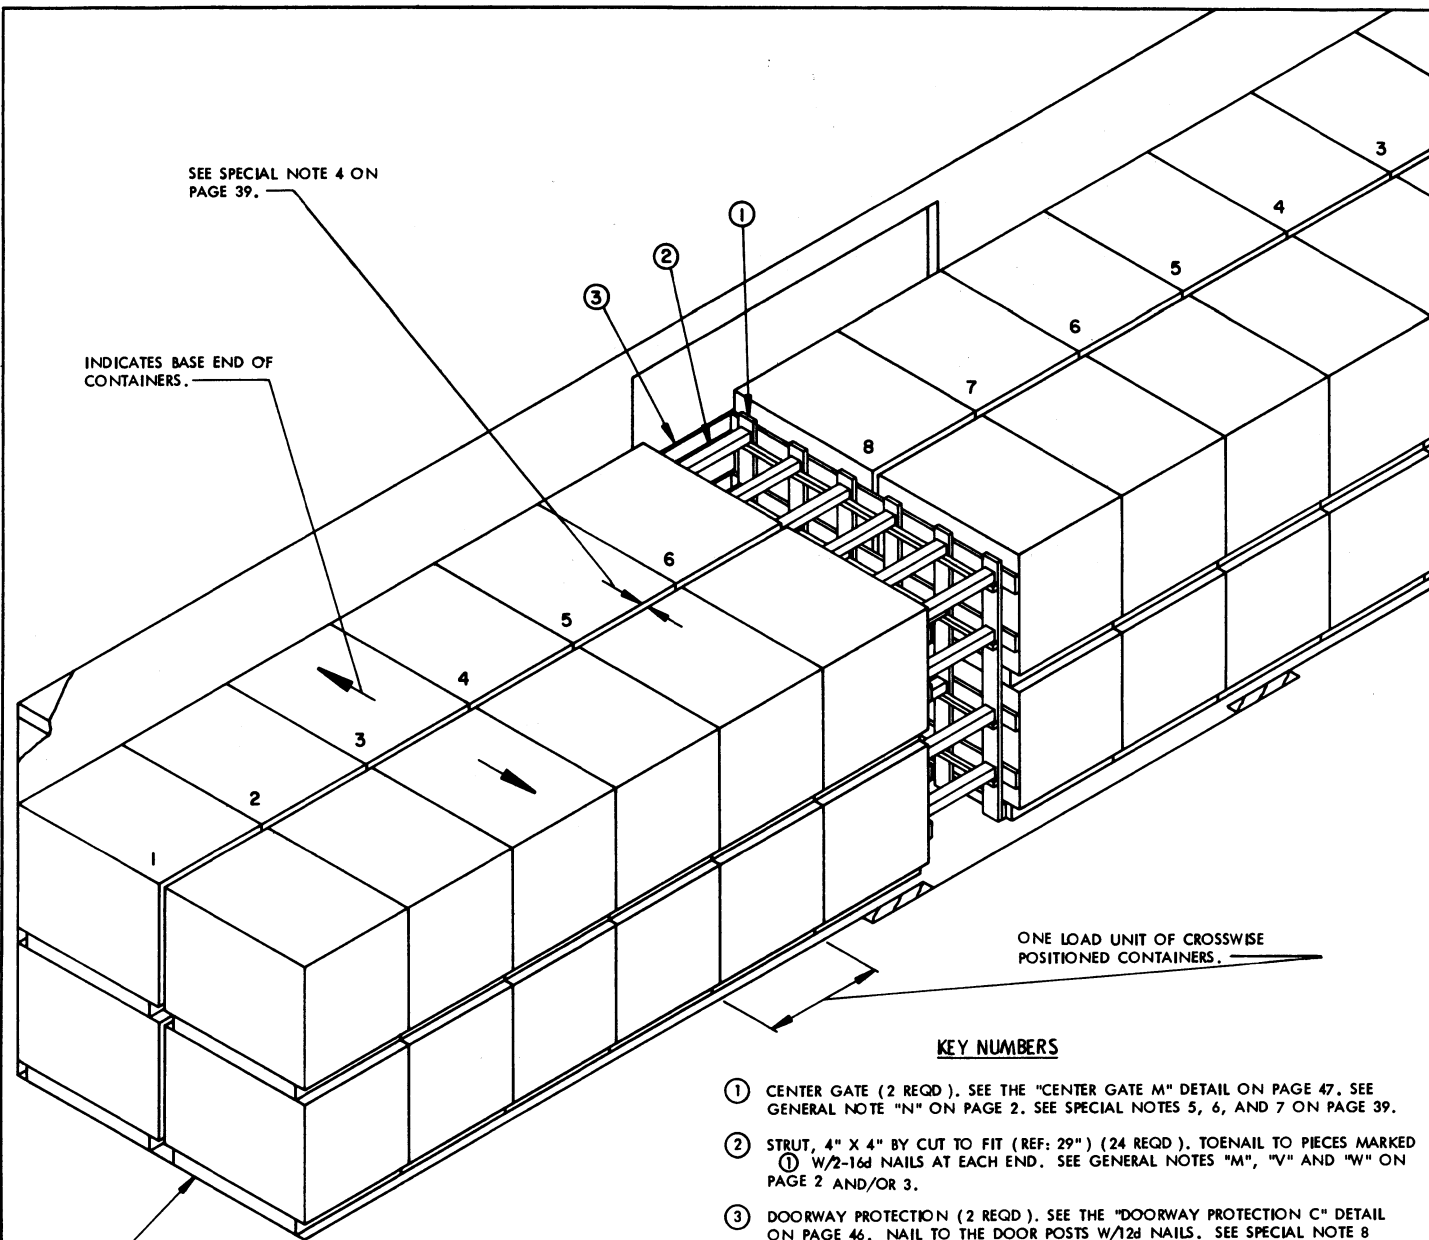 SEE SPECIAL NOTE 4 ON
PAGE 39.
INDICATES BASE END OF
CONTAINERS.
1
2
3
3
4
5
6
7
8
6
5
4
3
2
1
ONE LOAD UNIT OF CROSSWISE
POSITIONED CONTAINERS.
KEY NUMBERS
① CENTER GATE (2 REQD). SEE THE "CENTER GATE M" DETAIL ON PAGE 47. SEE
GENERAL NOTE "N" ON PAGE 2. SEE SPECIAL NOTES 5, 6, AND 7 ON PAGE 39.
② STRUT, 4" X 4" BY CUT TO FIT (REF: 29") (24 REQD). TOENAIL TO PIECES MARKED
① W/2-16d NAILS AT EACH END. SEE GENERAL NOTES "M", "V" AND "W" ON
PAGE 2 AND/OR 3.
③ DOORWAY PROTECTION (2 REQD). SEE THE "DOORWAY PROTECTION C" DETAIL
ON PAGE 46. NAIL TO THE DOOR POSTS W/12d NAILS. SEE SPECIAL NOTE 8